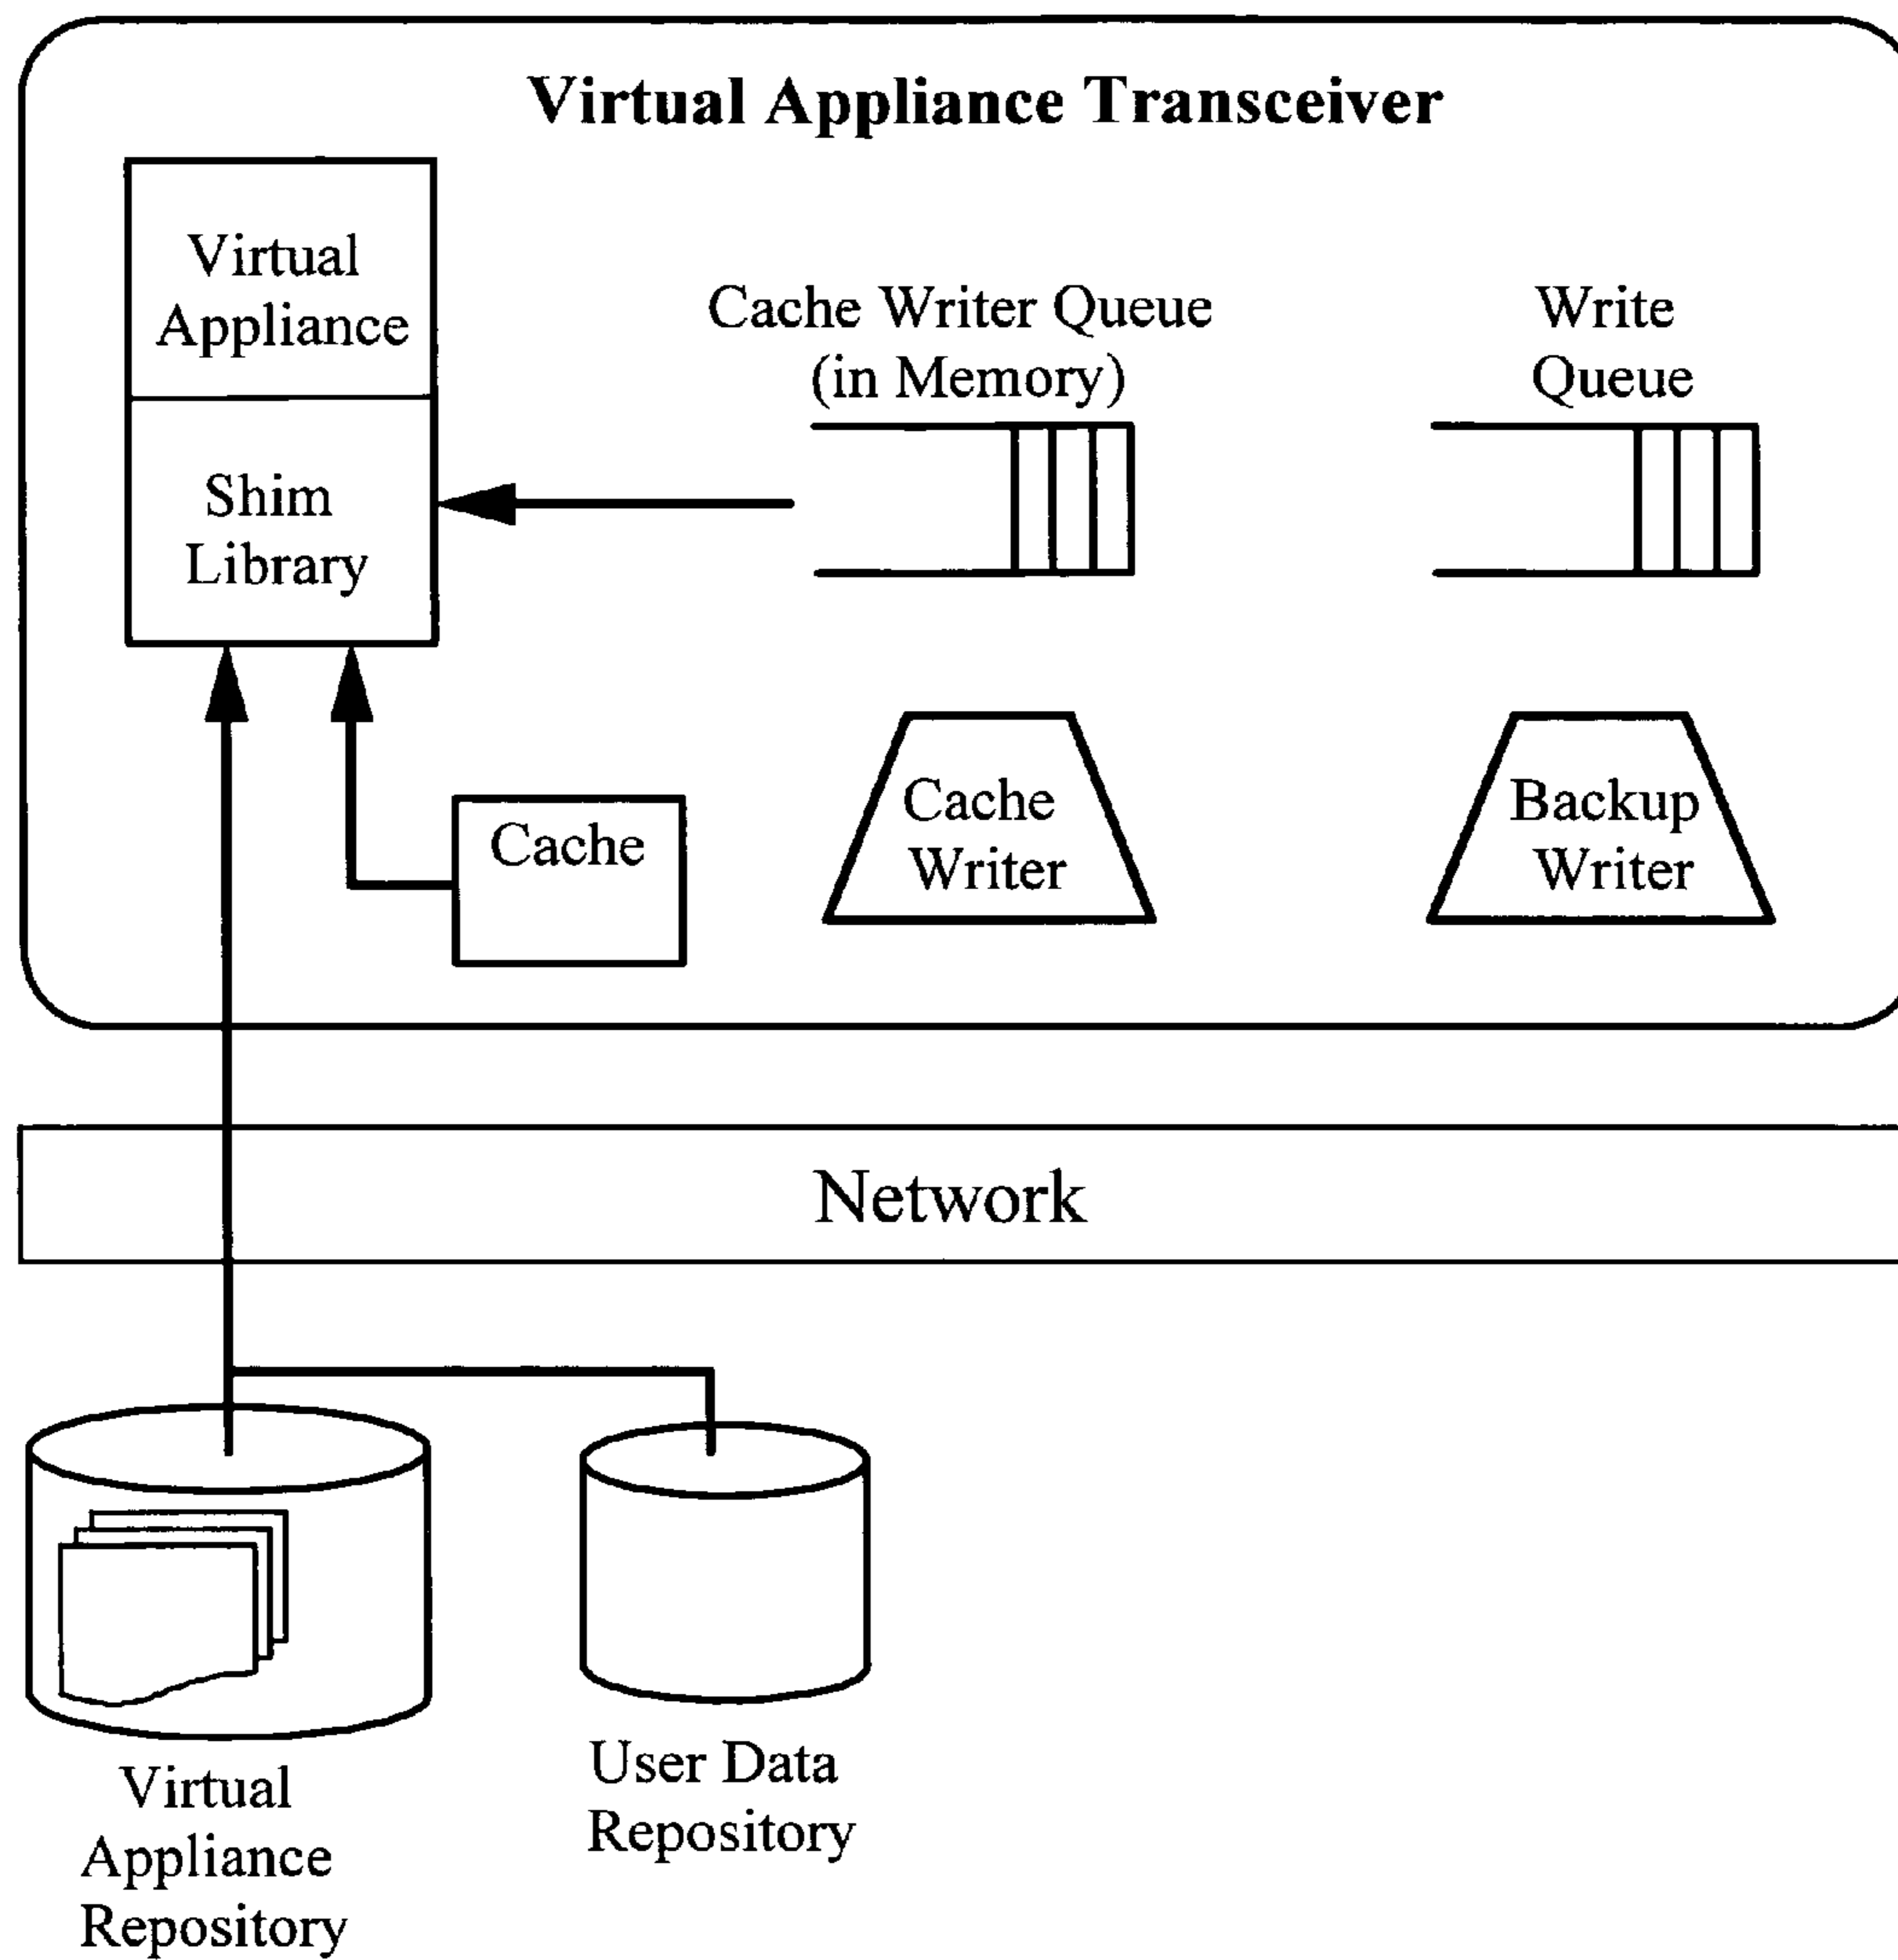 Virtual Appliance Transceiver
Virtual
Appliance
Shim
Library
Cache Writer Queue
(in Memory)
Write
Queue
Cache
Cache
Writer
Backup
Writer
Network
Virtual
Appliance
Repository
User Data
Repository